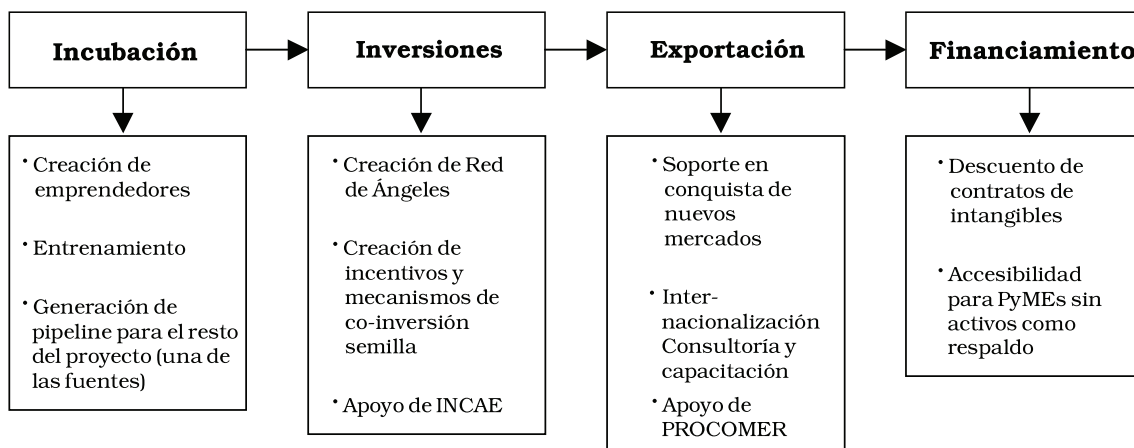 Incubación
Inversiones
Exportación
Financiamiento
· Creación de
emprendedores
· Entrenamiento
· Generación de
pipeline para el resto
del proyecto (una de
las fuentes)
· Creación de Red
de Ángeles
· Creación de
incentivos y
mecanismos de
co-inversión
semilla
· Apoyo de INCAE
· Soporte en
conquista de
nuevos
mercados
· Inter-
nacionalización
Consultoría y
capacitación
· Apoyo de
PROCOMER
· Descuento de
contratos de
intangibles
· Accesibilidad
para PyMEs sin
activos como
respaldo